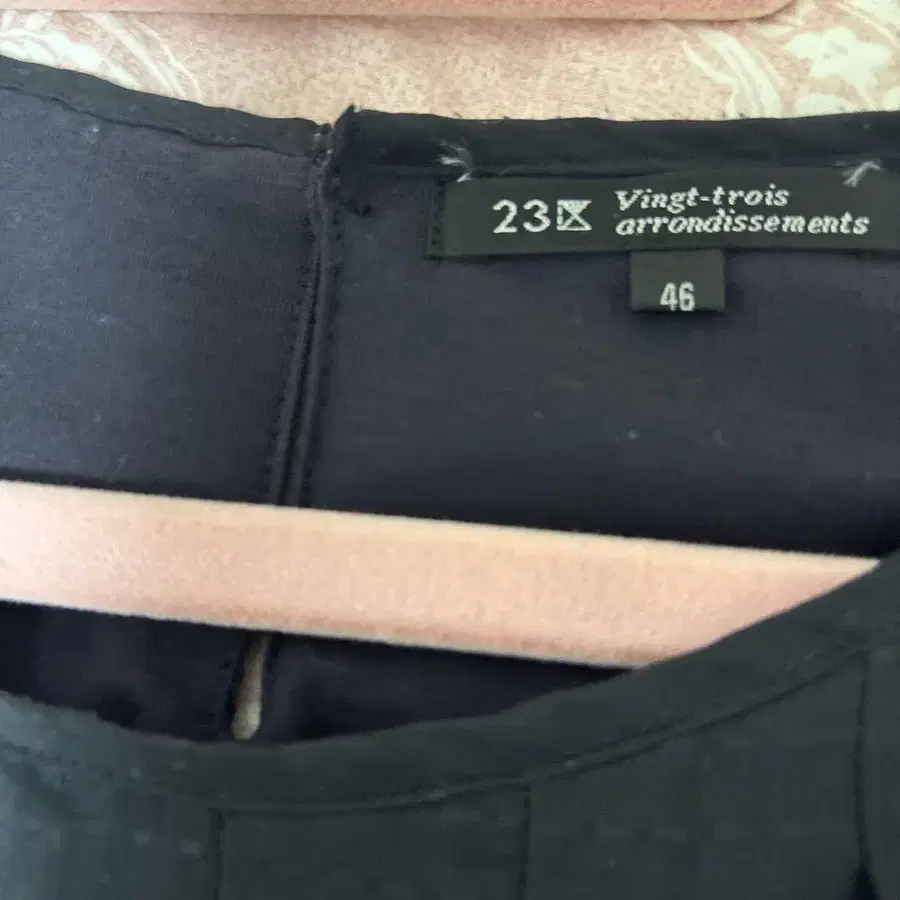 23区 Vingt-trois
arrondissements
46